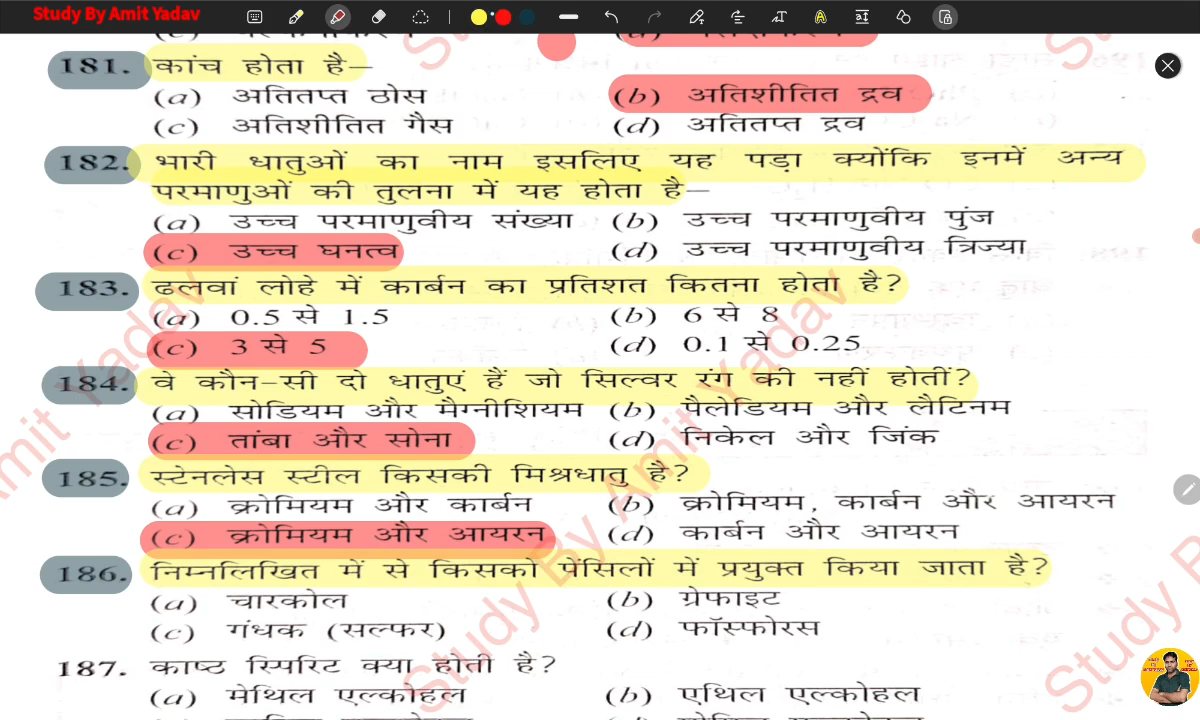 Study By Amit Yadav
181. कांच होता है—
(a) अतितप्त ठोस (b) अतिशीतित द्रव
(c) अतिशीतित गैस (d) अतितप्त द्रव
182. भारी धातुओं का नाम इसलिए यह पड़ा क्योंकि इनमें अन्य
परमाणुओं की तुलना में यह होता है—
(a) उच्च परमाणुवीय संख्या (b) उच्च परमाणुवीय पुंज
(c) उच्च घनत्व (d) उच्च परमाणुवीय त्रिज्या
183. ढलवां लोहे में कार्बन का प्रतिशत कितना होता है?
(a) 0.5 से 1.5 (b) 6 से 8
(c) 3 से 5 (d) 0.1 से 0.25
184. वे कौन-सी दो धातुएं हैं जो सिल्वर रंग की नहीं होतीं?
(a) सोडियम और मैग्नीशियम (b) पैलेडियम और लैटिनम
(c) तांबा और सोना (d) निकेल और जिंक
185. स्टेनलेस स्टील किसकी मिश्रधातु है?
(a) क्रोमियम और कार्बन (b) क्रोमियम, कार्बन और आयरन
(c) क्रोमियम और आयरन (d) कार्बन और आयरन
186. निम्नलिखित में से किसको पेंसिलों में प्रयुक्त किया जाता है?
(a) चारकोल (b) ग्रेफाइट
(c) गंधक (सल्फर) (d) फॉस्फोरस
187. काष्ठ स्पिरिट क्या होती है?
(a) मेथिल एल्कोहल (b) एथिल एल्कोहल